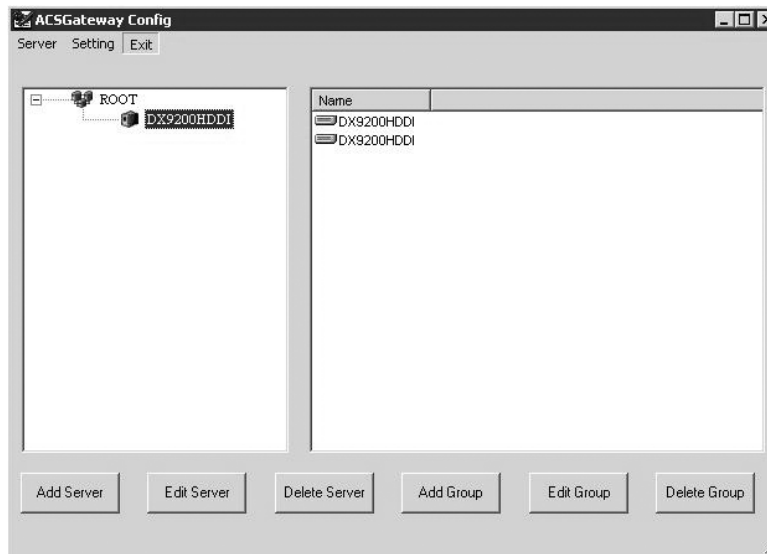 ACSGateway Config
Server Setting Exit
ROOT
DX9200HDDI
Name
DX9200HDDI
DX9200HDDI
Add Server Edit Server Delete Server Add Group Edit Group Delete Group